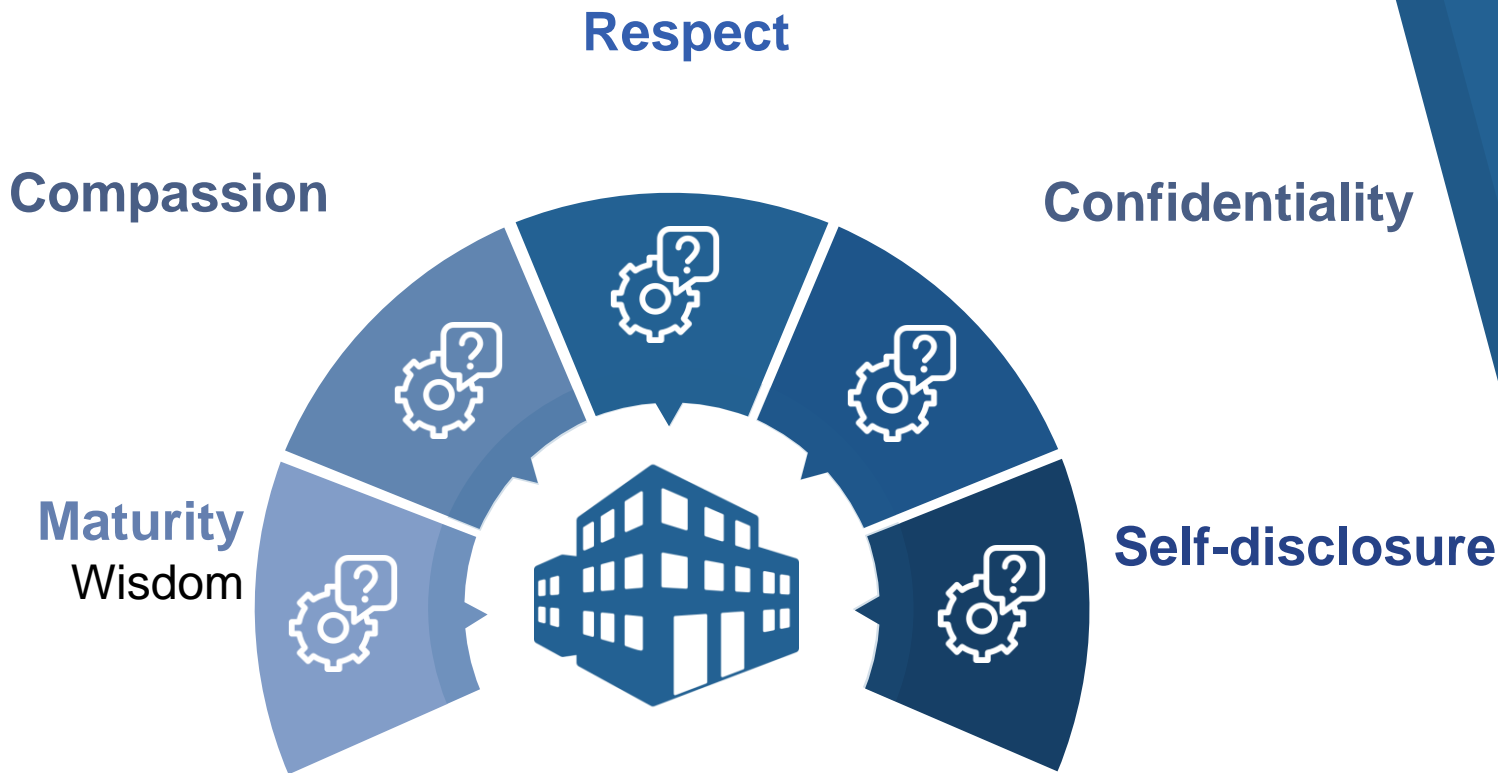 Respect
Compassion
Confidentiality
Maturity
Wisdom
Self-disclosure
?
?
?
?
?